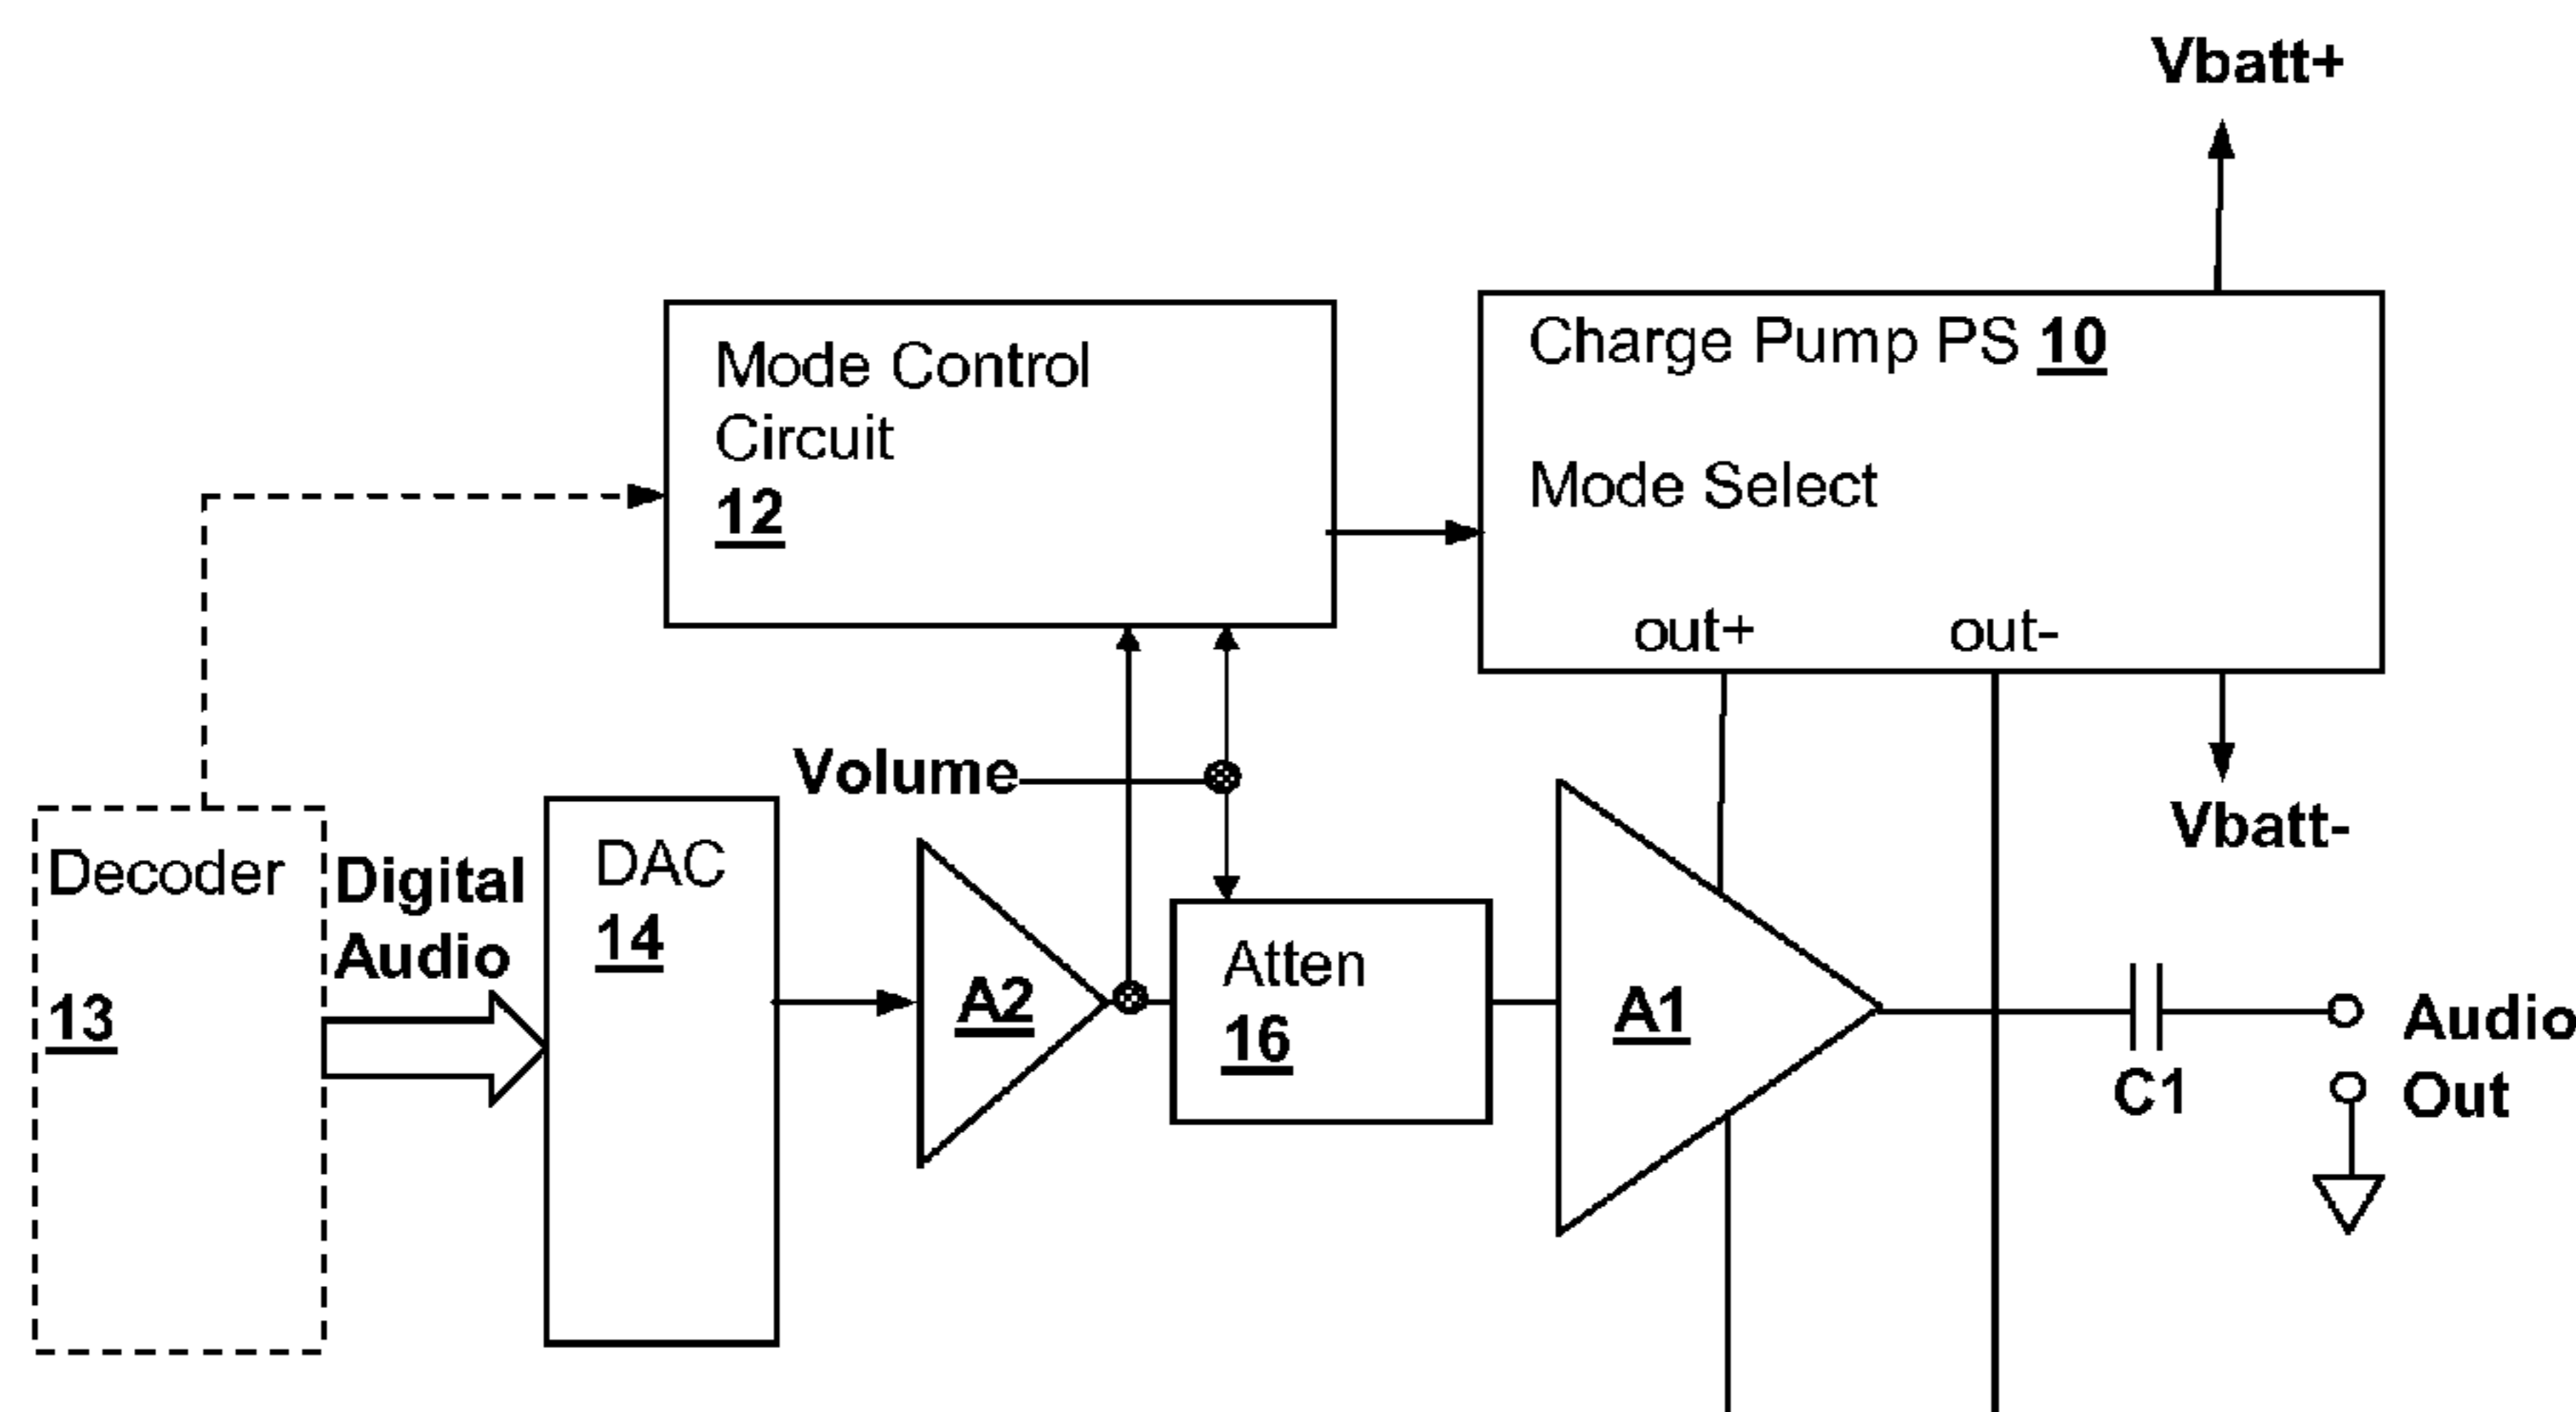 Vbatt+
Mode Control
Circuit
12
Charge Pump PS 10
Mode Select
out+ out-
Volume
Vbatt-
Decoder
13
Digital
Audio
DAC
14
A2
Atten
16
A1
C1
Audio
Out